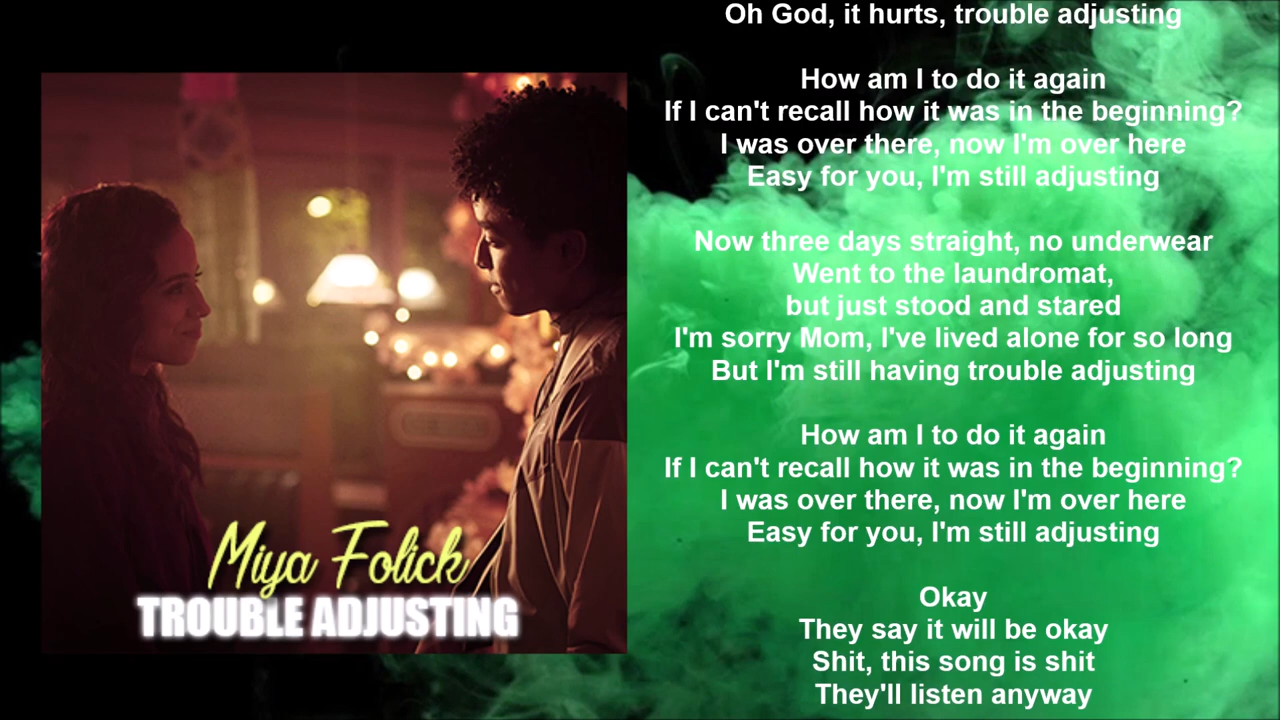 Miya Folick
TROUBLE ADJUSTING
Oh God, it hurts, trouble adjusting
How am I to do it again
If I can't recall how it was in the beginning?
I was over there, now I'm over here
Easy for you, I'm still adjusting
Now three days straight, no underwear
Went to the laundromat,
but just stood and stared
I'm sorry Mom, I've lived alone for so long
But I'm still having trouble adjusting
How am I to do it again
If I can't recall how it was in the beginning?
I was over there, now I'm over here
Easy for you, I'm still adjusting
Okay
They say it will be okay
Shit, this song is shit
They'll listen anyway